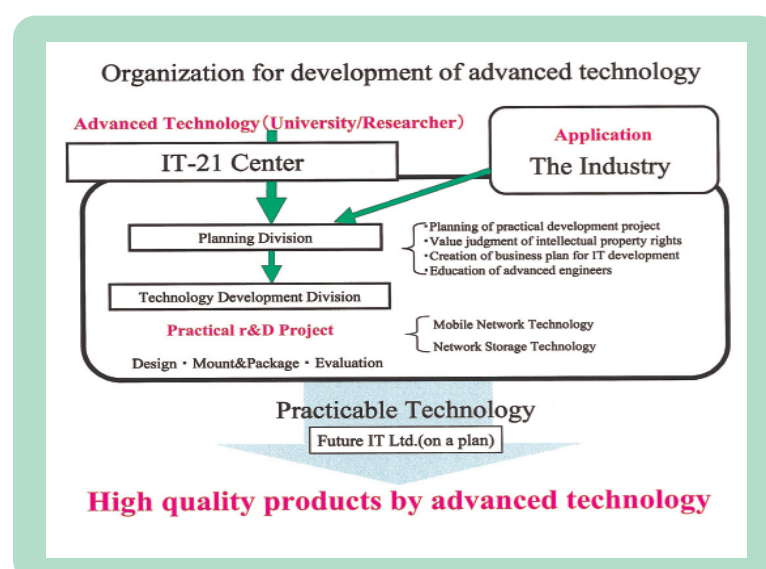 Organization for development of advanced technology
Advanced Technology(University/Researcher)
IT-21 Center
Application
The Industry
Planning Division
・Planning of practical development project
・Value judgment of intellectual property rights
・Creation of business plan for IT development
・Education of advanced engineers
Technology Development Division
Practical r&D Project
Mobile Network Technology
Network Storage Technology
Design・Mount&Package・Evaluation
Practicable Technology
Future IT Ltd.(on a plan)
High quality products by advanced technology